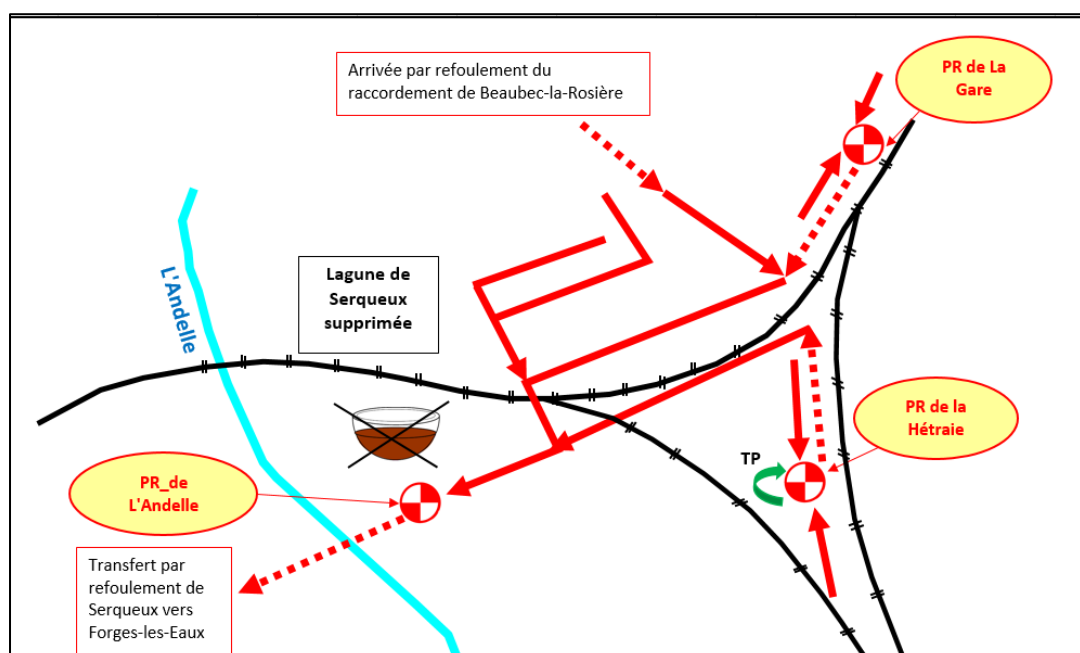 Arrivée par refoulement du
raccordement de Beaubec-la-Rosière
PR de La
Gare
L'Andelle
Lagune de
Serqueux
supprimée
PR de la
Hétraie
TP
PR_de
L'Andelle
Transfert par
refoulement de
Serqueux vers
Forges-les-Eaux